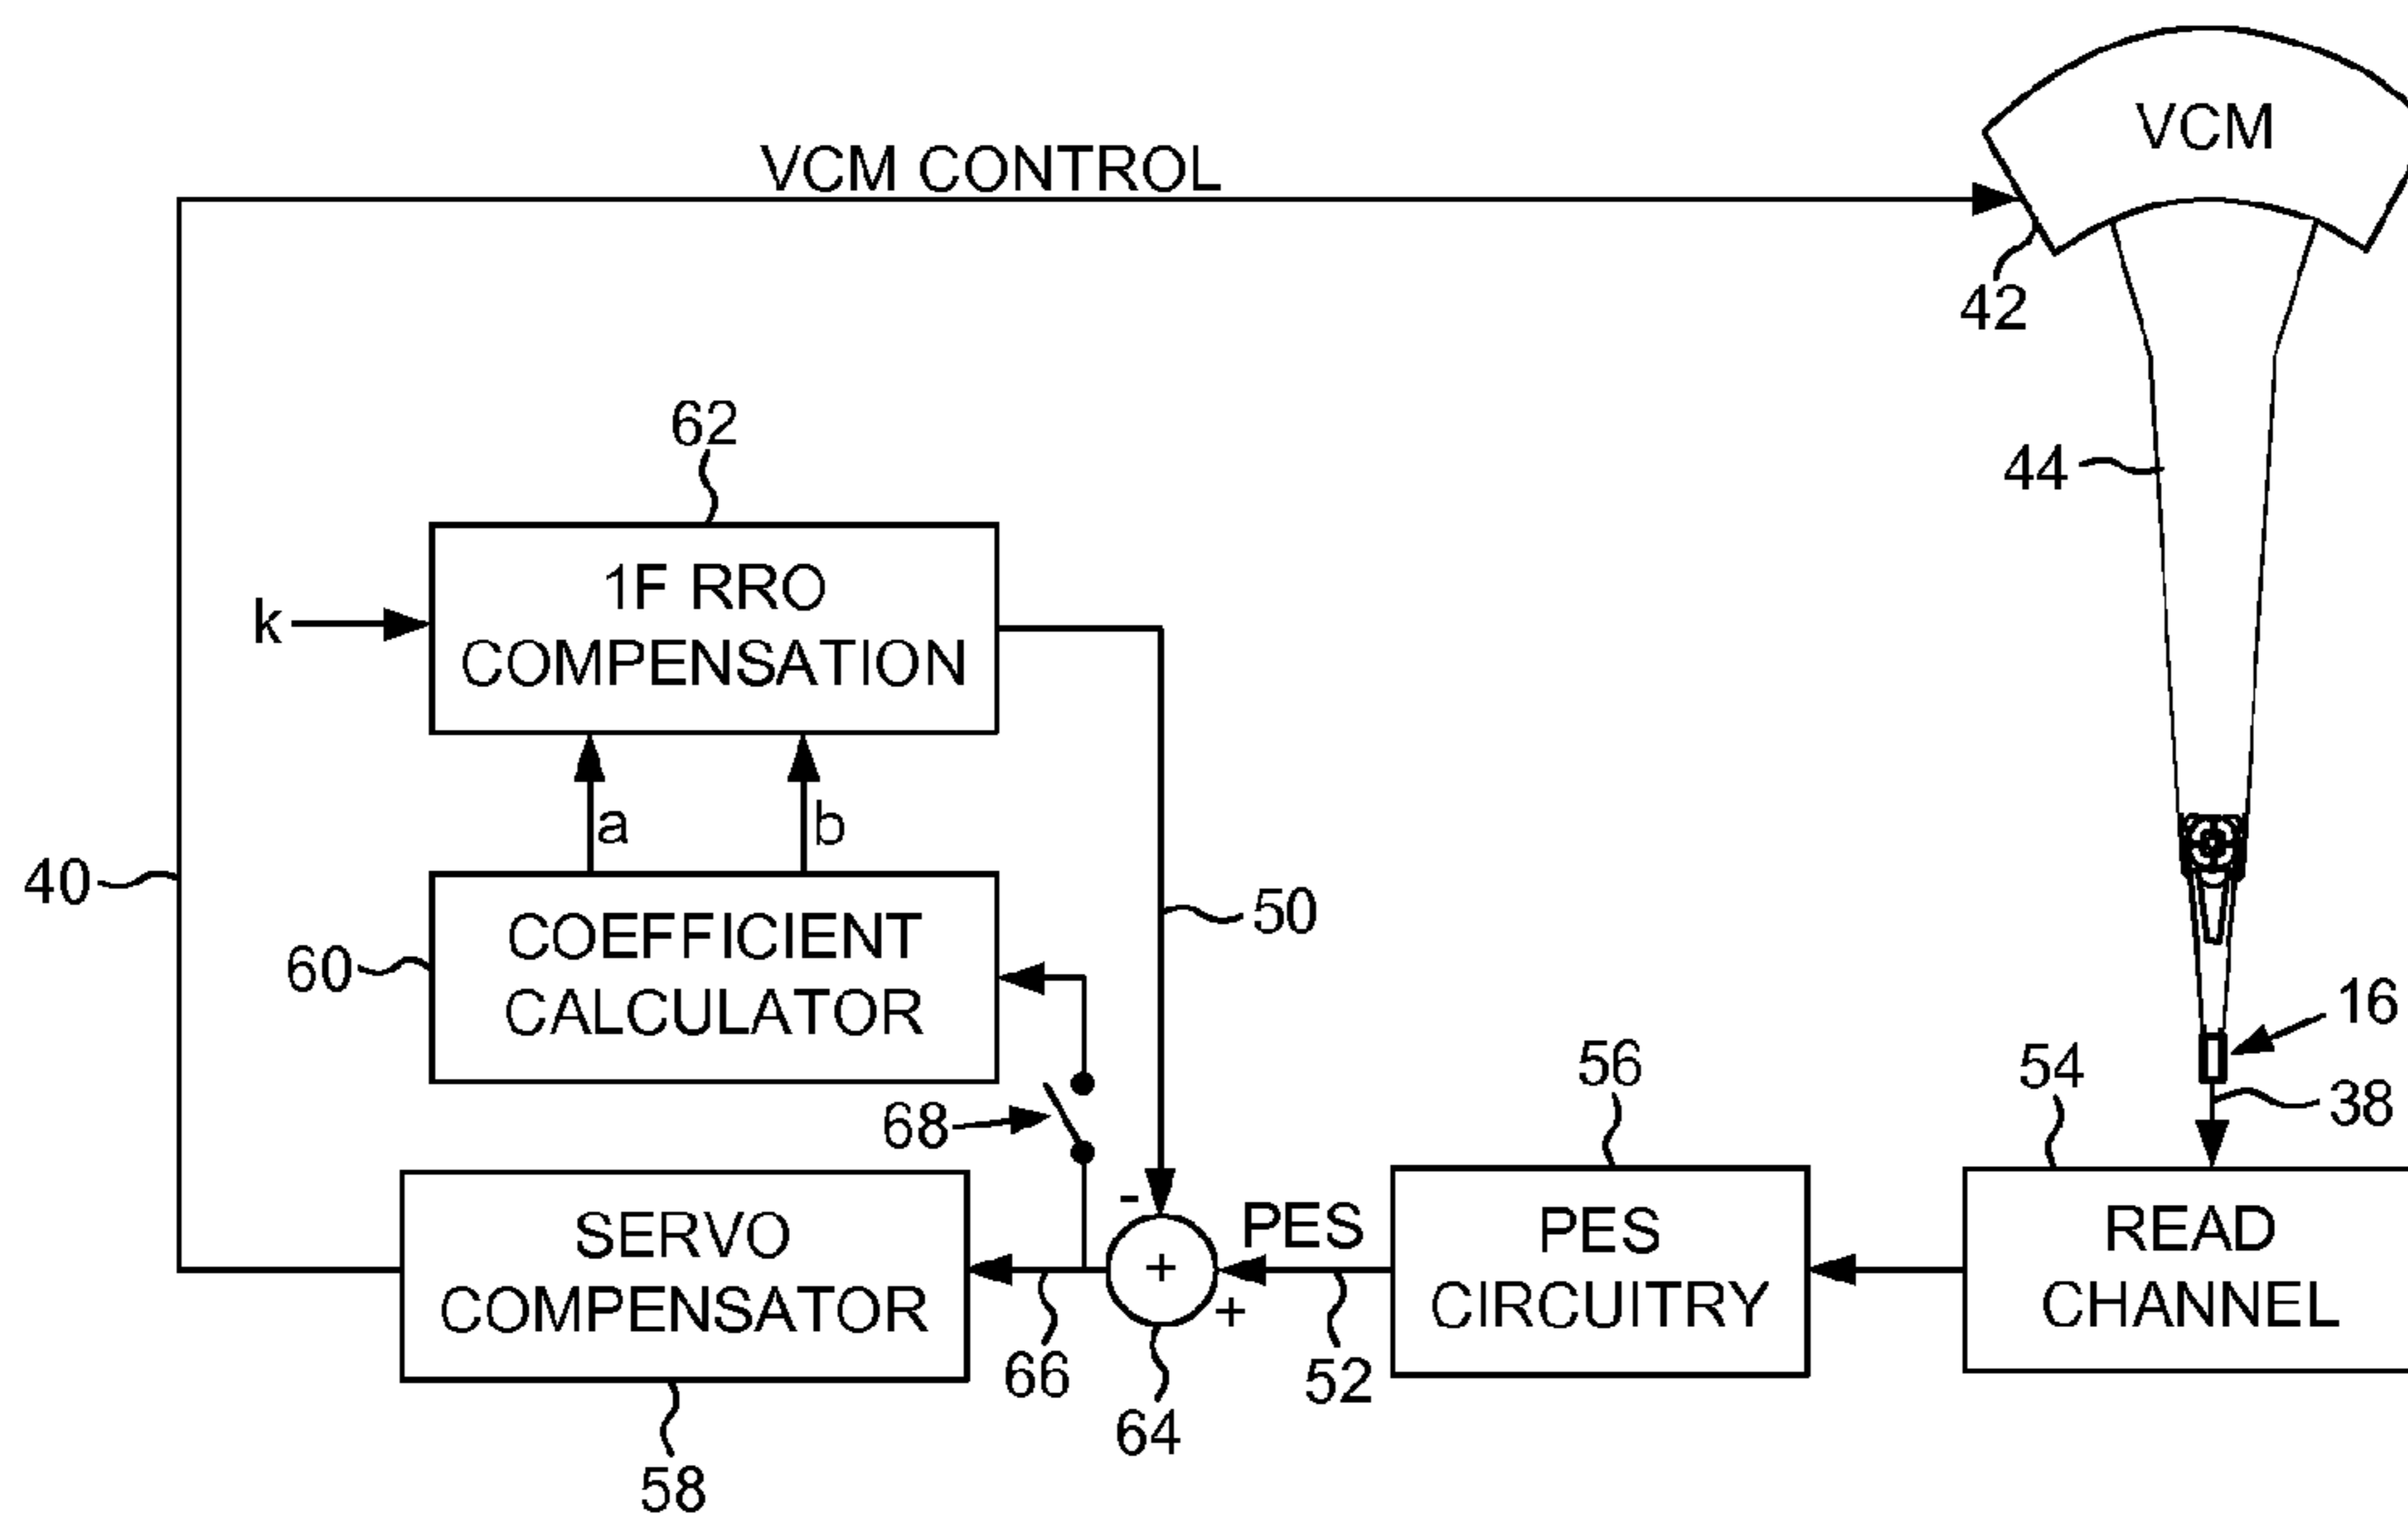 VCM
VCM CONTROL
42
62
44
1F RRO
COMPENSATION
k
a
b
40
50
COEFFICIENT
CALCULATOR
60
16
56
54
38
68
-
PES
SERVO
COMPENSATOR
+
+
PES
CIRCUITRY
READ
CHANNEL
66
52
64
58